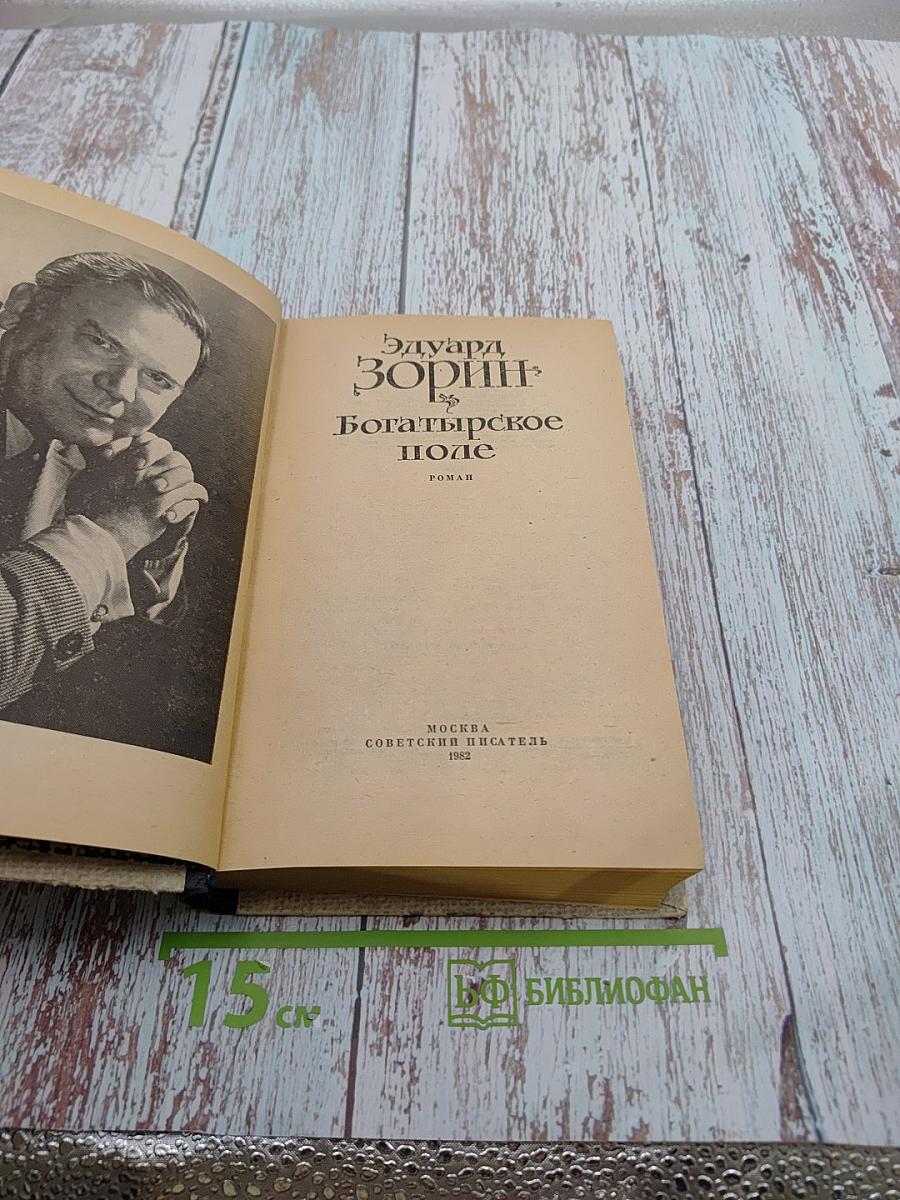 Эдуард
ЗОРИН
Богатырское
поле
РОМАН
МОСКВА
СОВЕТСКИЙ ПИСАТЕЛЬ
1982
15 см
БФ БИБЛИОФАН